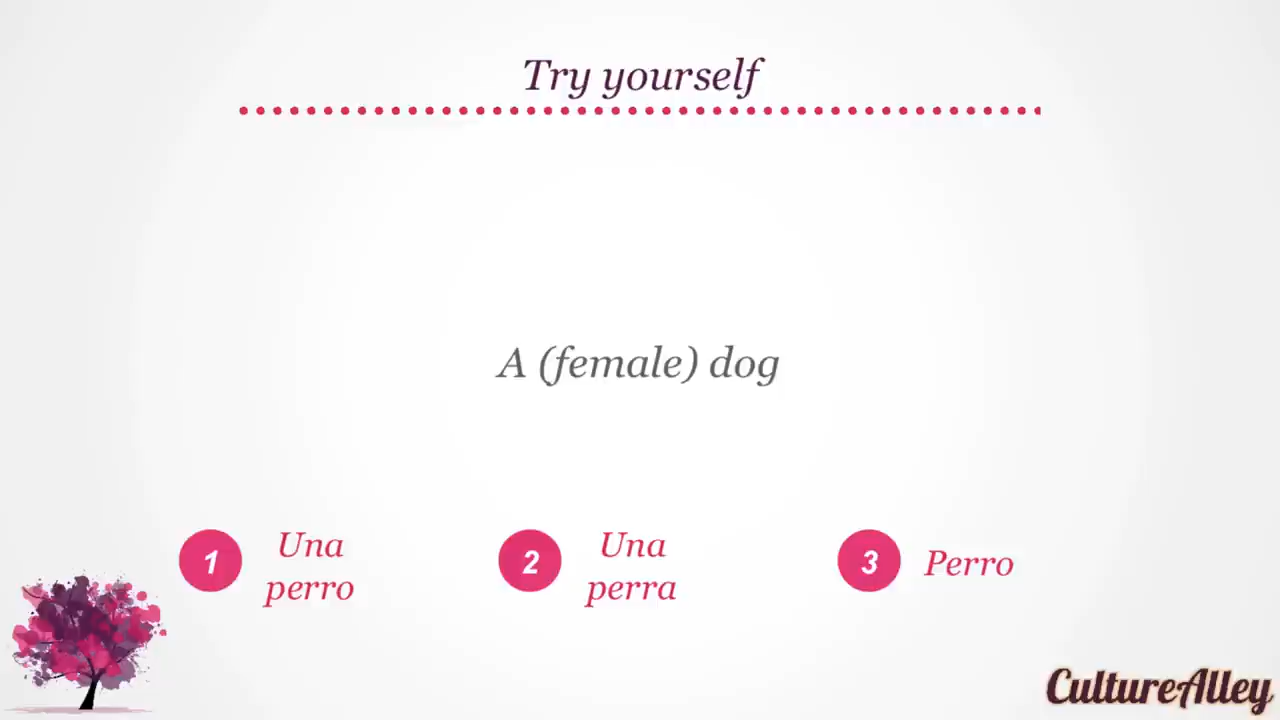 Try yourself
A (female) dog
1 Una perro
2 Una perra
3 Perro
CultureAlley